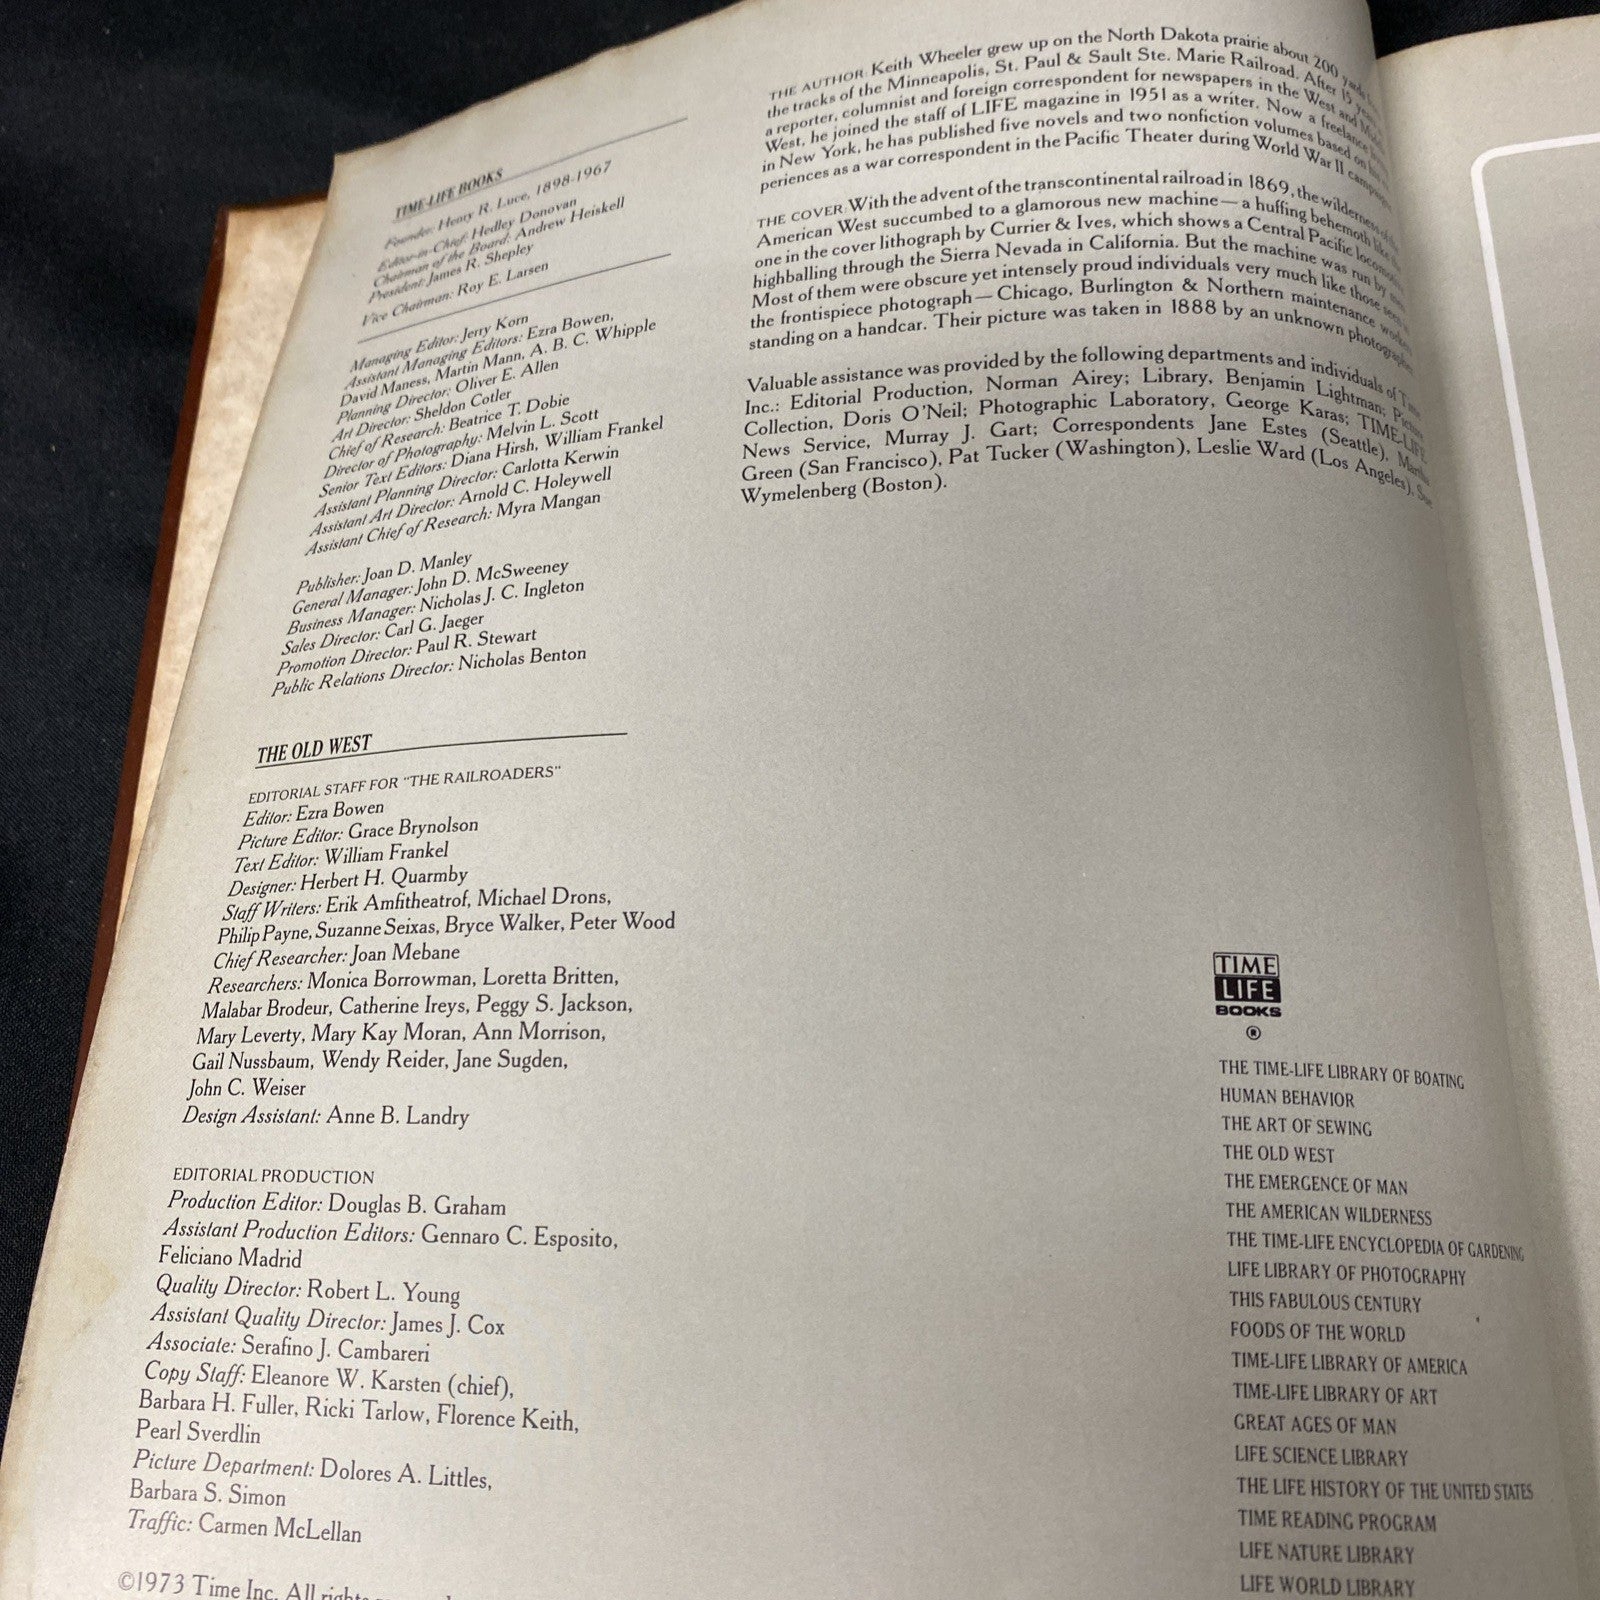 TIME-LIFE BOOKS
Founder: Henry R. Luce, 1898-1967
Editor-in-Chief: Hedley Donovan
Chairman of the Board: Andrew Heiskell
President: James R. Shepley
Vice Chairman: Roy E. Larsen
Managing Editor: Jerry Korn
Assistant Managing Editors: Ezra Bowen,
David Maness, Martin Mann, A. B. C. Whipple
Planning Director: Oliver E. Allen
Art Director: Sheldon Cotler
Chief of Research: Beatrice T. Dobie
Director of Photography: Melvin L. Scott
Senior Text Editors: Diana Hirsh, William Frankel
Assistant Planning Director: Carlotta Kerwin
Assistant Art Director: Arnold C. Holeywell
Assistant Chief of Research: Myra Mangan
Publisher: Joan D. Manley
General Manager: John D. McSweeney
Business Manager: Nicholas J. C. Ingleton
Sales Director: Carl G. Jaeger
Promotion Director: Paul R. Stewart
Public Relations Director: Nicholas Benton
THE OLD WEST
EDITORIAL STAFF FOR "THE RAILROADERS"
Editor: Ezra Bowen
Picture Editor: Grace Brynolson
Text Editor: William Frankel
Designer: Herbert H. Quarmby
Staff Writers: Erik Amfitheatrof, Michael Drons,
Philip Payne, Suzanne Seixas, Bryce Walker, Peter Wood
Chief Researcher: Joan Mebane
Researchers: Monica Borrowman, Loretta Britten,
Malabar Brodeur, Catherine Ireys, Peggy S. Jackson,
Mary Leverty, Mary Kay Moran, Ann Morrison,
Gail Nussbaum, Wendy Reider, Jane Sugden,
John C. Weiser
Design Assistant: Anne B. Landry
EDITORIAL PRODUCTION
Production Editor: Douglas B. Graham
Assistant Production Editors: Gennaro C. Esposito,
Feliciano Madrid
Quality Director: Robert L. Young
Assistant Quality Director: James J. Cox
Associate: Serafino J. Cambareri
Copy Staff: Eleanore W. Karsten (chief),
Barbara H. Fuller, Ricki Tarlow, Florence Keith,
Pearl Sverdlin
Picture Department: Dolores A. Littles,
Barbara S. Simon
Traffic: Carmen McLellan
©1973 Time Inc. All rights
THE AUTHOR: Keith Wheeler grew up on the North Dakota prairie about 200 yards
the tracks of the Minneapolis, St. Paul & Sault Ste. Marie Railroad. After 15 years
a reporter, columnist and foreign correspondent for newspapers in the West and
West, he joined the staff of LIFE magazine in 1951 as a writer. Now a freelance
in New York, he has published five novels and two nonfiction volumes based on his
periences as a war correspondent in the Pacific Theater during World War II campaigns.
THE COVER: With the advent of the transcontinental railroad in 1869, the wilderness of the
American West succumbed to a glamorous new machine—a huffing behemoth like the
one in the cover lithograph by Currier & Ives, which shows a Central Pacific locomotive
highballing through the Sierra Nevada in California. But the machine was run by men.
Most of them were obscure yet intensely proud individuals very much like those seen in
the frontispiece photograph—Chicago, Burlington & Northern maintenance workers
standing on a handcar. Their picture was taken in 1888 by an unknown photographer.
Valuable assistance was provided by the following departments and individuals of Time
Inc.: Editorial Production, Norman Airey; Library, Benjamin Lightman; Picture
Collection, Doris O'Neil; Photographic Laboratory, George Karas; TIME-LIFE
News Service, Murray J. Gart; Correspondents Jane Estes (Seattle), Martha
Green (San Francisco), Pat Tucker (Washington), Leslie Ward (Los Angeles), Sue
Wymelenberg (Boston).
TIME
LIFE
BOOKS
®
THE TIME-LIFE LIBRARY OF BOATING
HUMAN BEHAVIOR
THE ART OF SEWING
THE OLD WEST
THE EMERGENCE OF MAN
THE AMERICAN WILDERNESS
THE TIME-LIFE ENCYCLOPEDIA OF GARDENING
LIFE LIBRARY OF PHOTOGRAPHY
THIS FABULOUS CENTURY
FOODS OF THE WORLD
TIME-LIFE LIBRARY OF AMERICA
TIME-LIFE LIBRARY OF ART
GREAT AGES OF MAN
LIFE SCIENCE LIBRARY
THE LIFE HISTORY OF THE UNITED STATES
TIME READING PROGRAM
LIFE NATURE LIBRARY
LIFE WORLD LIBRARY